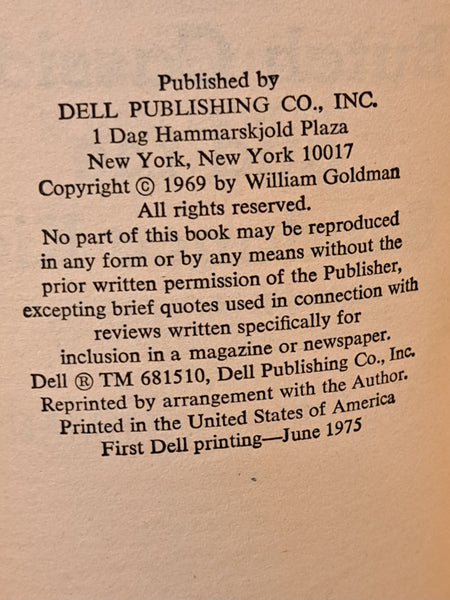 Published by
DELL PUBLISHING CO., INC.
1 Dag Hammarskjold Plaza
New York, New York 10017
Copyright © 1969 by William Goldman
All rights reserved.
No part of this book may be reproduced
in any form or by any means without the
prior written permission of the Publisher,
excepting brief quotes used in connection with
reviews written specifically for
inclusion in a magazine or newspaper.
Dell ® TM 681510, Dell Publishing Co., Inc.
Reprinted by arrangement with the Author.
Printed in the United States of America
First Dell printing—June 1975